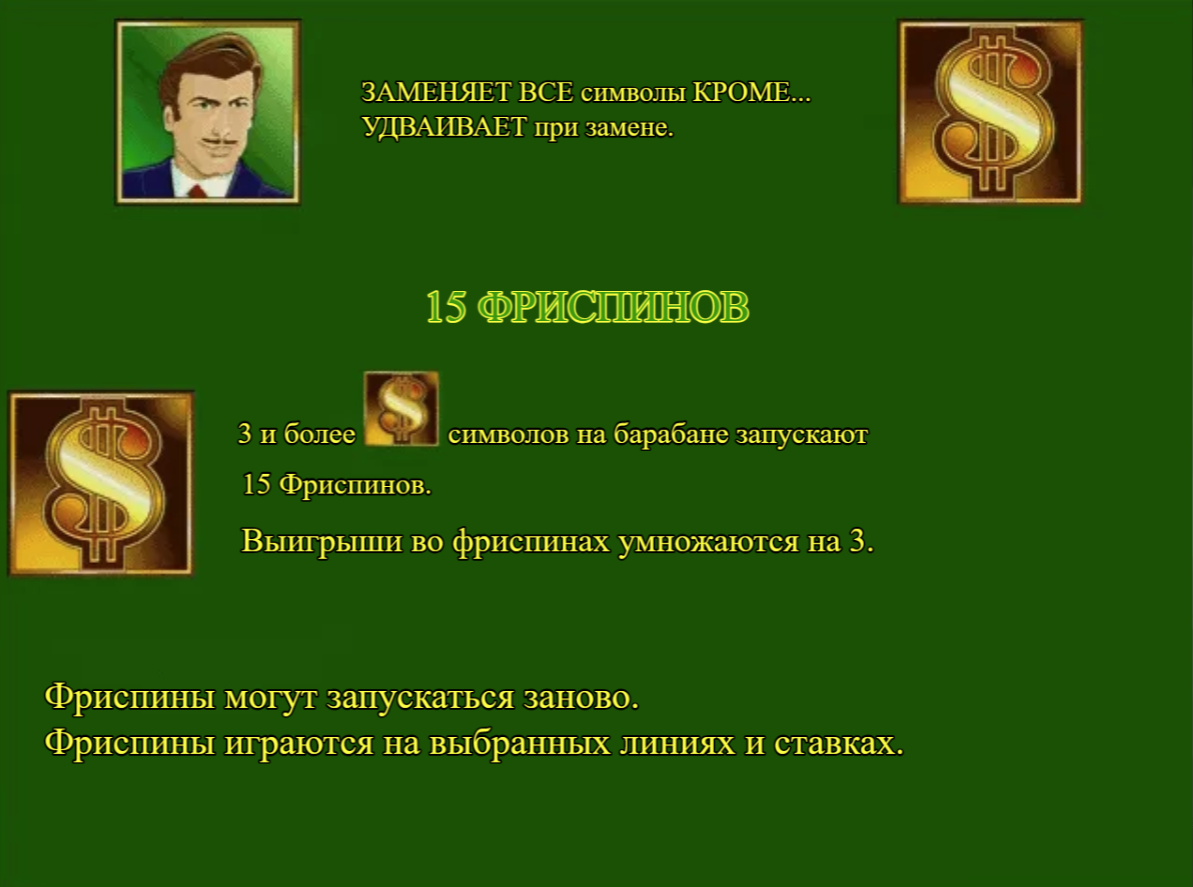 ЗАМЕНЯЕТ ВСЕ символы КРОМЕ...
УДВАИВАЕТ при замене.
15 ФРИСПИНОВ
3 и более символов на барабане запускают
15 Фриспинов.
Выигрыши во фриспинах умножаются на 3.
Фриспины могут запускаться заново.
Фриспины играются на выбранных линиях и ставках.